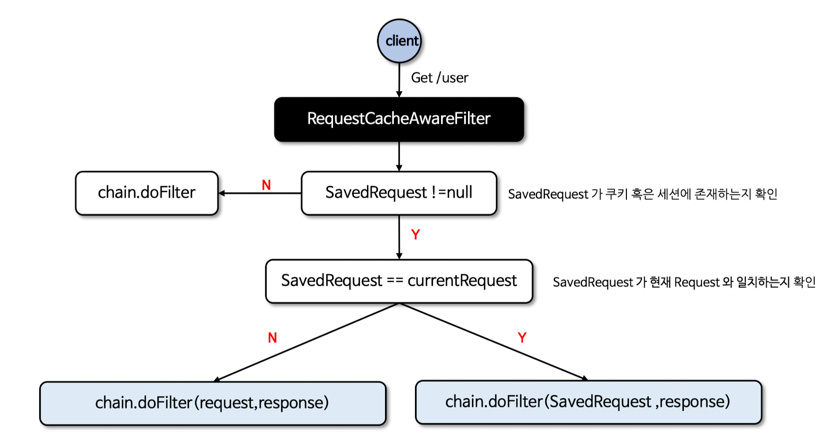 client
Get /user
RequestCacheAwareFilter
chain.doFilter
N
SavedRequest !=null
SavedRequest 가 쿠키 혹은 세션에 존재하는지 확인
Y
SavedRequest == currentRequest
SavedRequest 가 현재 Request 와 일치하는지 확인
N
Y
chain.doFilter(request,response)
chain.doFilter(SavedRequest ,response)